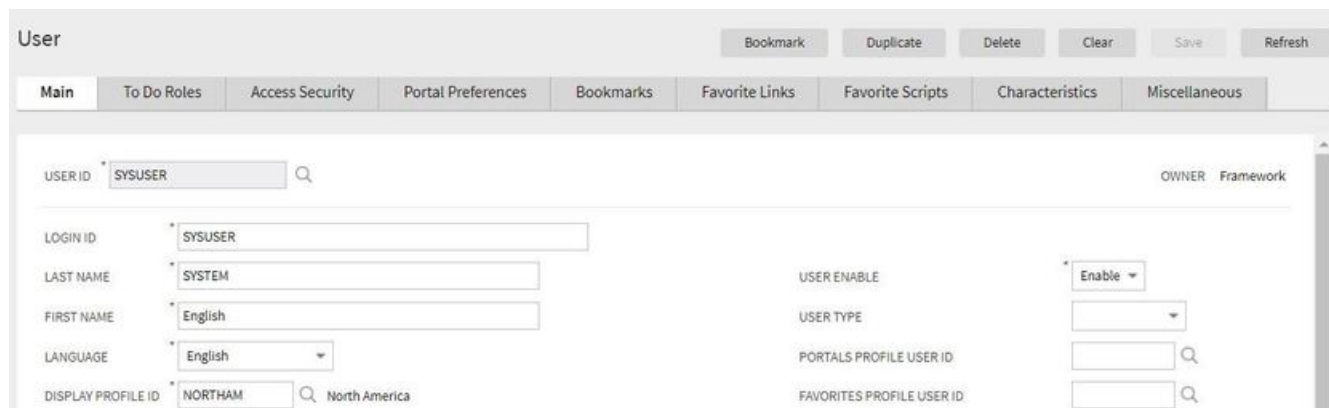 User Bookmark Duplicate Delete Clear Save Refresh
Main To Do Roles Access Security Portal Preferences Bookmarks Favorite Links Favorite Scripts Characteristics Miscellaneous
USER ID * SYSUSER OWNER Framework
LOGIN ID * SYSUSER
LAST NAME * SYSTEM USER ENABLE * Enable
FIRST NAME * English USER TYPE
LANGUAGE * English PORTALS PROFILE USER ID
DISPLAY PROFILE ID * NORTHAM North America FAVORITES PROFILE USER ID